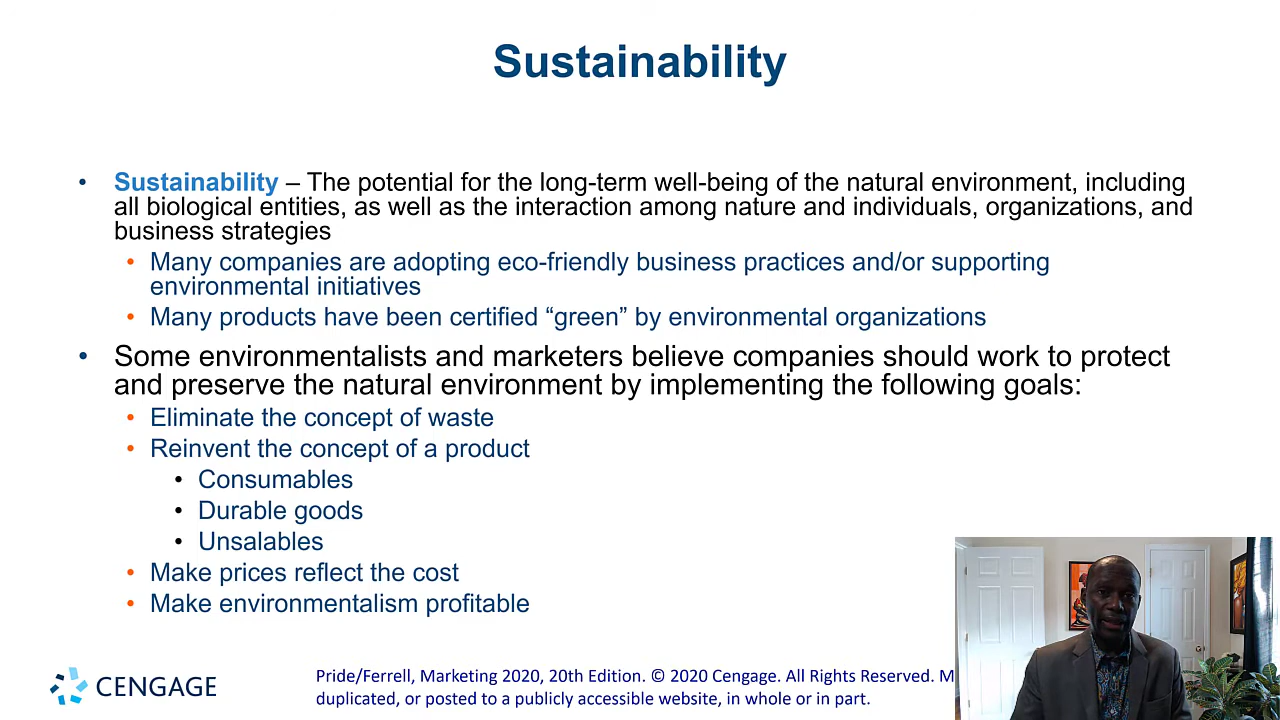 Sustainability
• Sustainability – The potential for the long-term well-being of the natural environment, including
all biological entities, as well as the interaction among nature and individuals, organizations, and
business strategies
• Many companies are adopting eco-friendly business practices and/or supporting
environmental initiatives
• Many products have been certified “green” by environmental organizations
• Some environmentalists and marketers believe companies should work to protect
and preserve the natural environment by implementing the following goals:
• Eliminate the concept of waste
• Reinvent the concept of a product
• Consumables
• Durable goods
• Unsalables
• Make prices reflect the cost
• Make environmentalism profitable
CENGAGE
Pride/Ferrell, Marketing 2020, 20th Edition. © 2020 Cengage. All Rights Reserved.
duplicated, or posted to a publicly accessible website, in whole or in part.